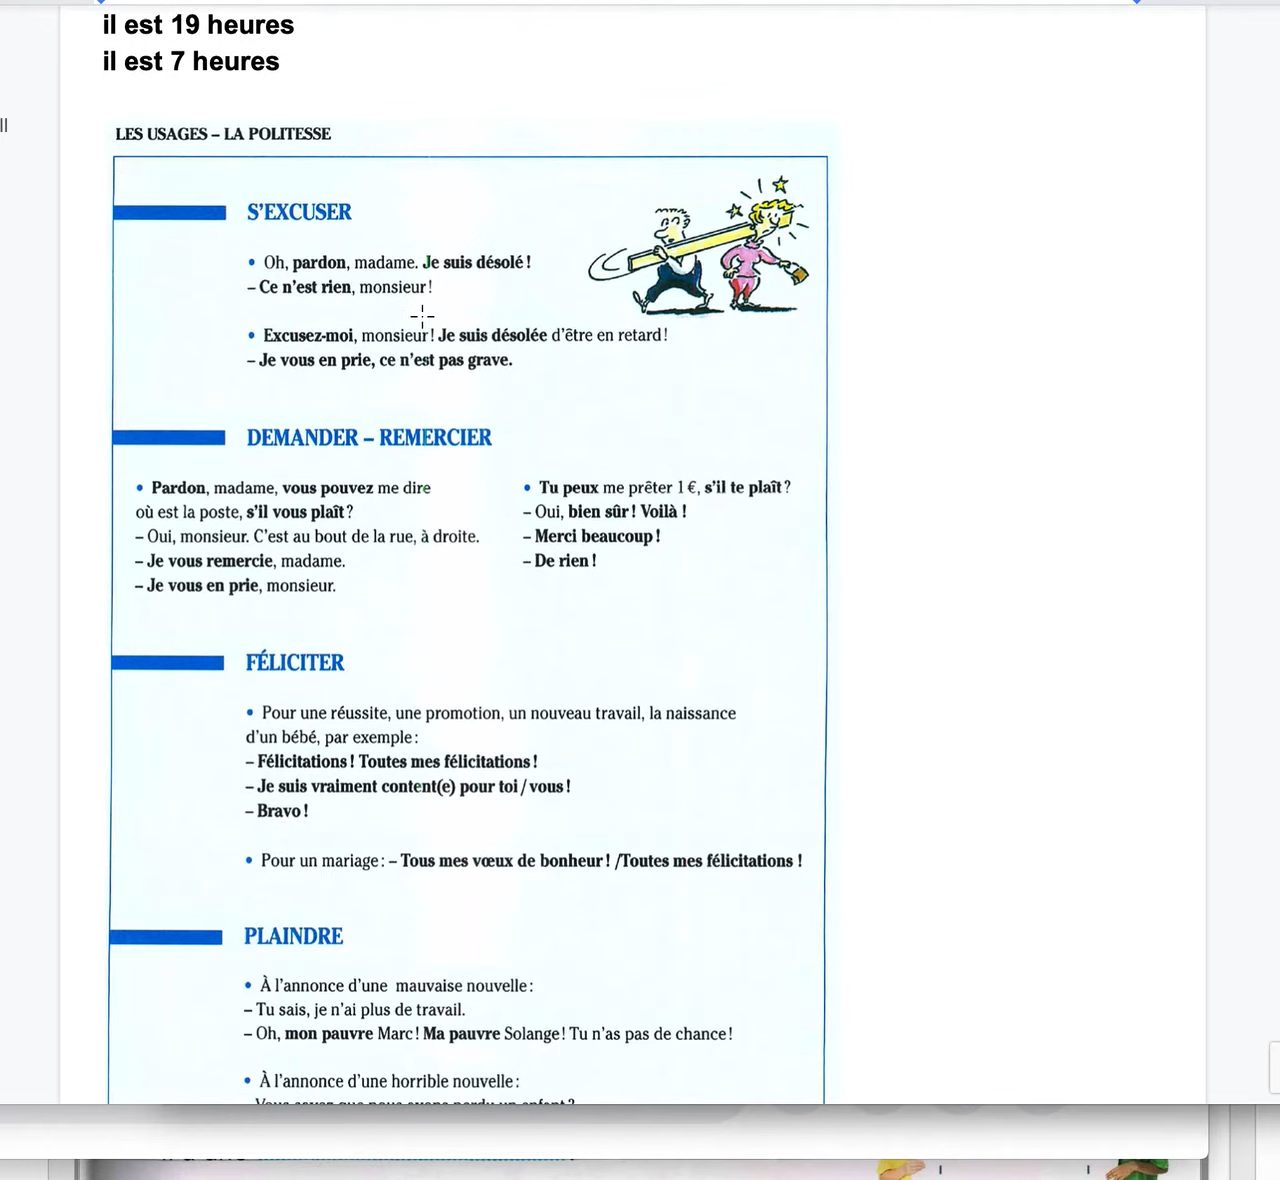 il est 19 heures
il est 7 heures
ll
LES USAGES – LA POLITESSE
S'EXCUSER
• Oh, pardon, madame. Je suis désolé !
– Ce n'est rien, monsieur !
• Excusez-moi, monsieur ! Je suis désolée d'être en retard !
– Je vous en prie, ce n'est pas grave.
DEMANDER – REMERCIER
• Pardon, madame, vous pouvez me dire
où est la poste, s'il vous plaît ?
– Oui, monsieur. C'est au bout de la rue, à droite.
– Je vous remercie, madame.
– Je vous en prie, monsieur.
• Tu peux me prêter 1 €, s'il te plaît ?
– Oui, bien sûr ! Voilà !
– Merci beaucoup !
– De rien !
FÉLICITER
• Pour une réussite, une promotion, un nouveau travail, la naissance
d'un bébé, par exemple :
– Félicitations ! Toutes mes félicitations !
– Je suis vraiment content(e) pour toi / vous !
– Bravo !
• Pour un mariage : – Tous mes vœux de bonheur ! /Toutes mes félicitations !
PLAINDRE
• À l'annonce d'une mauvaise nouvelle :
– Tu sais, je n'ai plus de travail.
– Oh, mon pauvre Marc ! Ma pauvre Solange ! Tu n'as pas de chance !
• À l'annonce d'une horrible nouvelle :